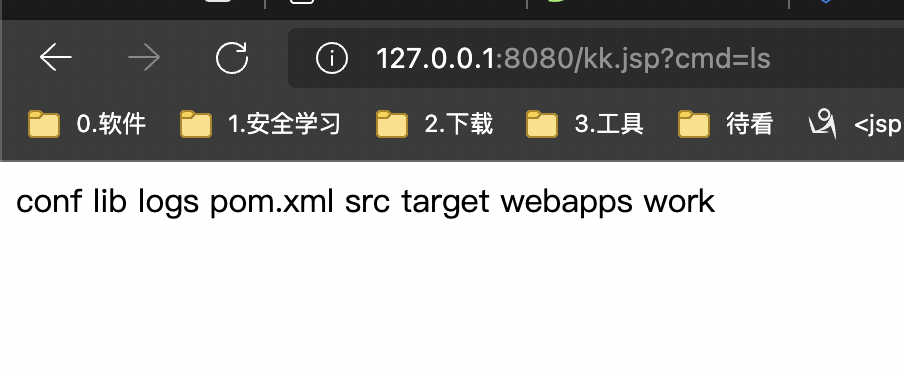 127.0.0.1:8080/kk.jsp?cmd=ls
0.软件 1.安全学习 2.下载 3.工具 待看 <jsp
conf lib logs pom.xml src target webapps work